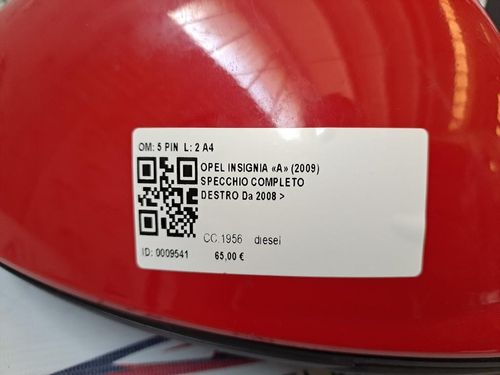 OM: 5 PIN L: 2 A4
OPEL INSIGNIA «A» (2009)
SPECCHIO COMPLETO
DESTRO Da 2008 >
CC 1956 diesel
ID: 0009541 65,00 €